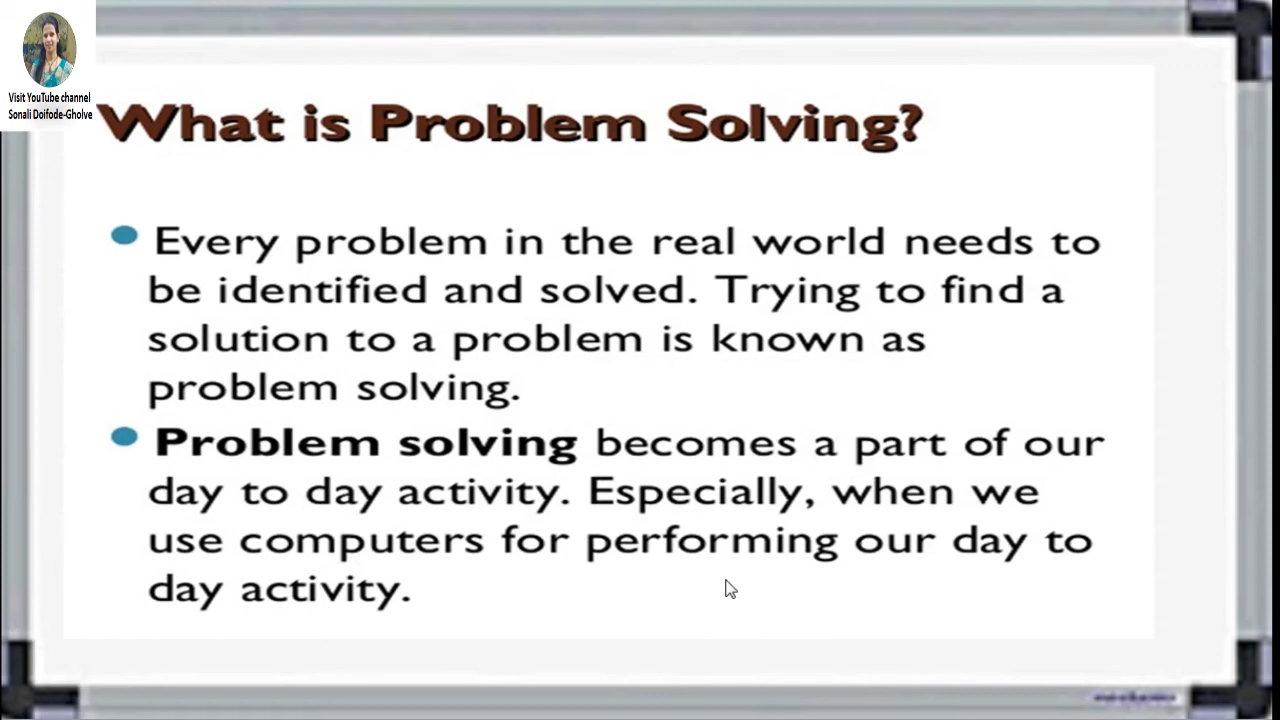 Visit YouTube channel
Sonali Doifode-Gholve
What is Problem Solving?
Every problem in the real world needs to
be identified and solved. Trying to find a
solution to a problem is known as
problem solving.
Problem solving becomes a part of our
day to day activity. Especially, when we
use computers for performing our day to
day activity.